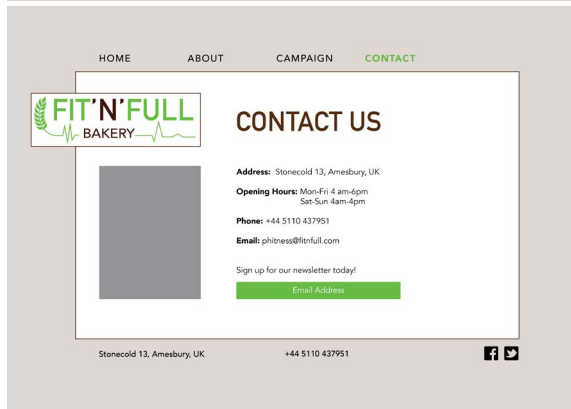 HOME ABOUT CAMPAIGN CONTACT
FIT'N'FULL
BAKERY
CONTACT US
Address: Stonecold 13, Amesbury, UK
Opening Hours: Mon-Fri 4 am-6pm
Sat-Sun 4am-4pm
Phone: +44 5110 437951
Email: phitness@fitnfull.com
Sign up for our newsletter today!
Email Address
Stonecold 13, Amesbury, UK +44 5110 437951